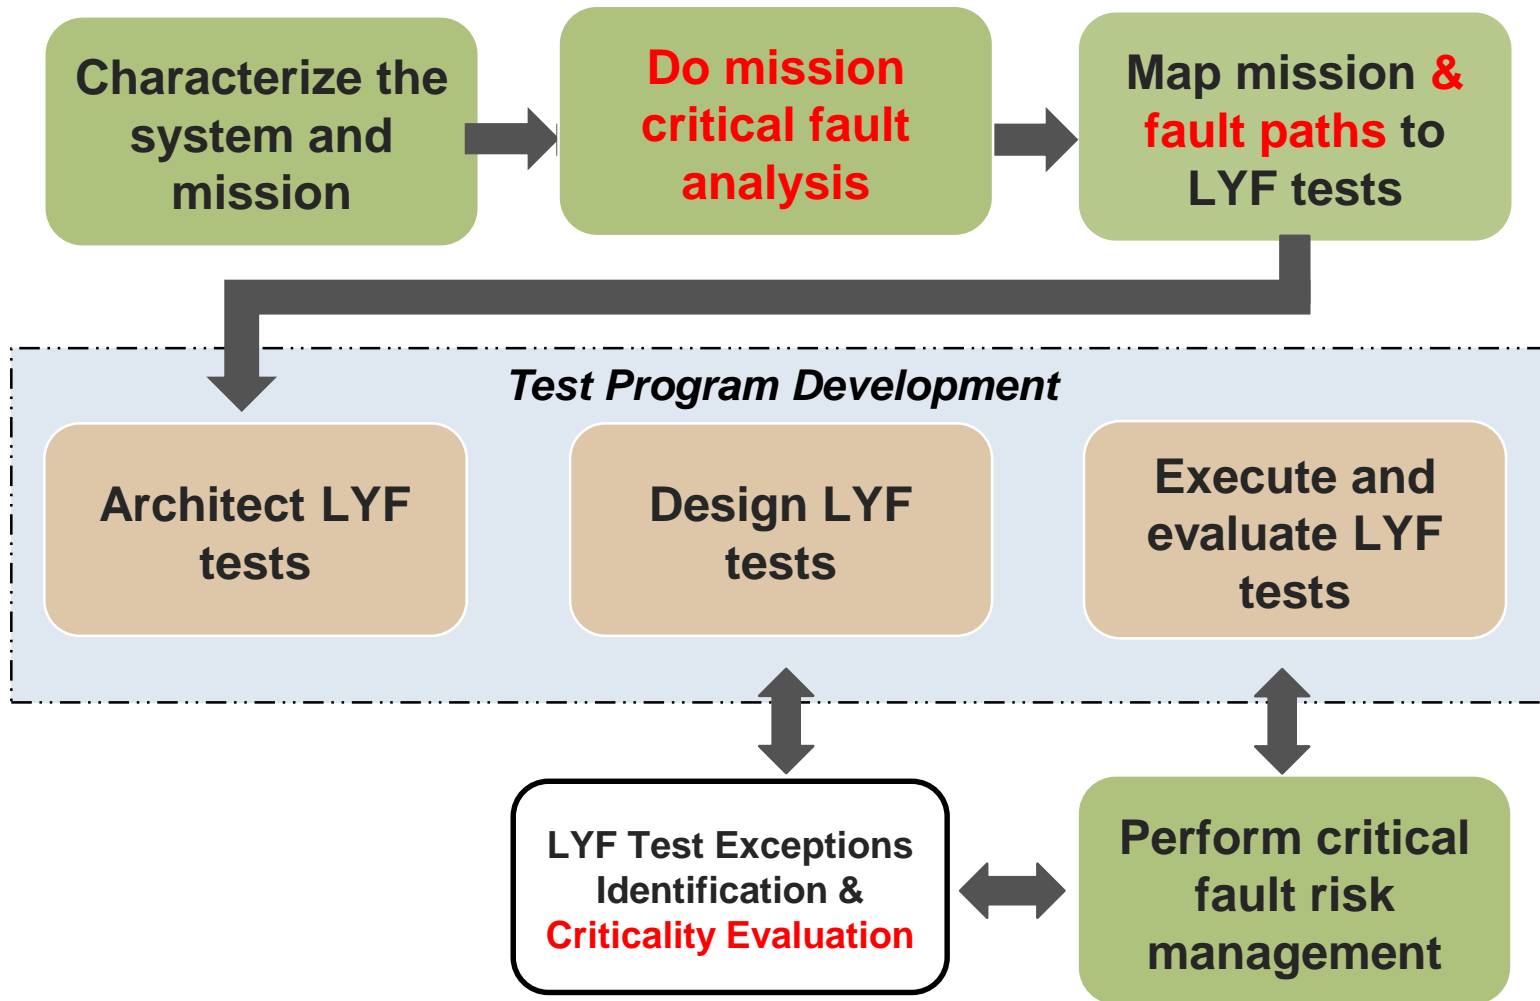 Characterize the
system and
mission
Do mission
critical fault
analysis
Map mission &
fault paths to
LYF tests
Test Program Development
Architect LYF
tests
Design LYF
tests
Execute and
evaluate LYF
tests
LYF Test Exceptions
Identification &
Criticality Evaluation
Perform critical
fault risk
management